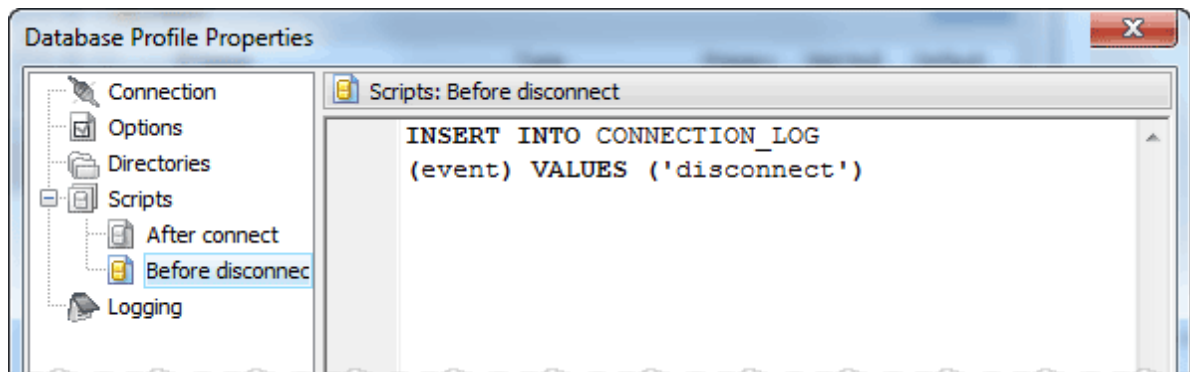 Database Profile Properties
Connection
Options
Directories
Scripts
After connect
Before disconnec
Logging
Scripts: Before disconnect
INSERT INTO CONNECTION_LOG
(event) VALUES ('disconnect')